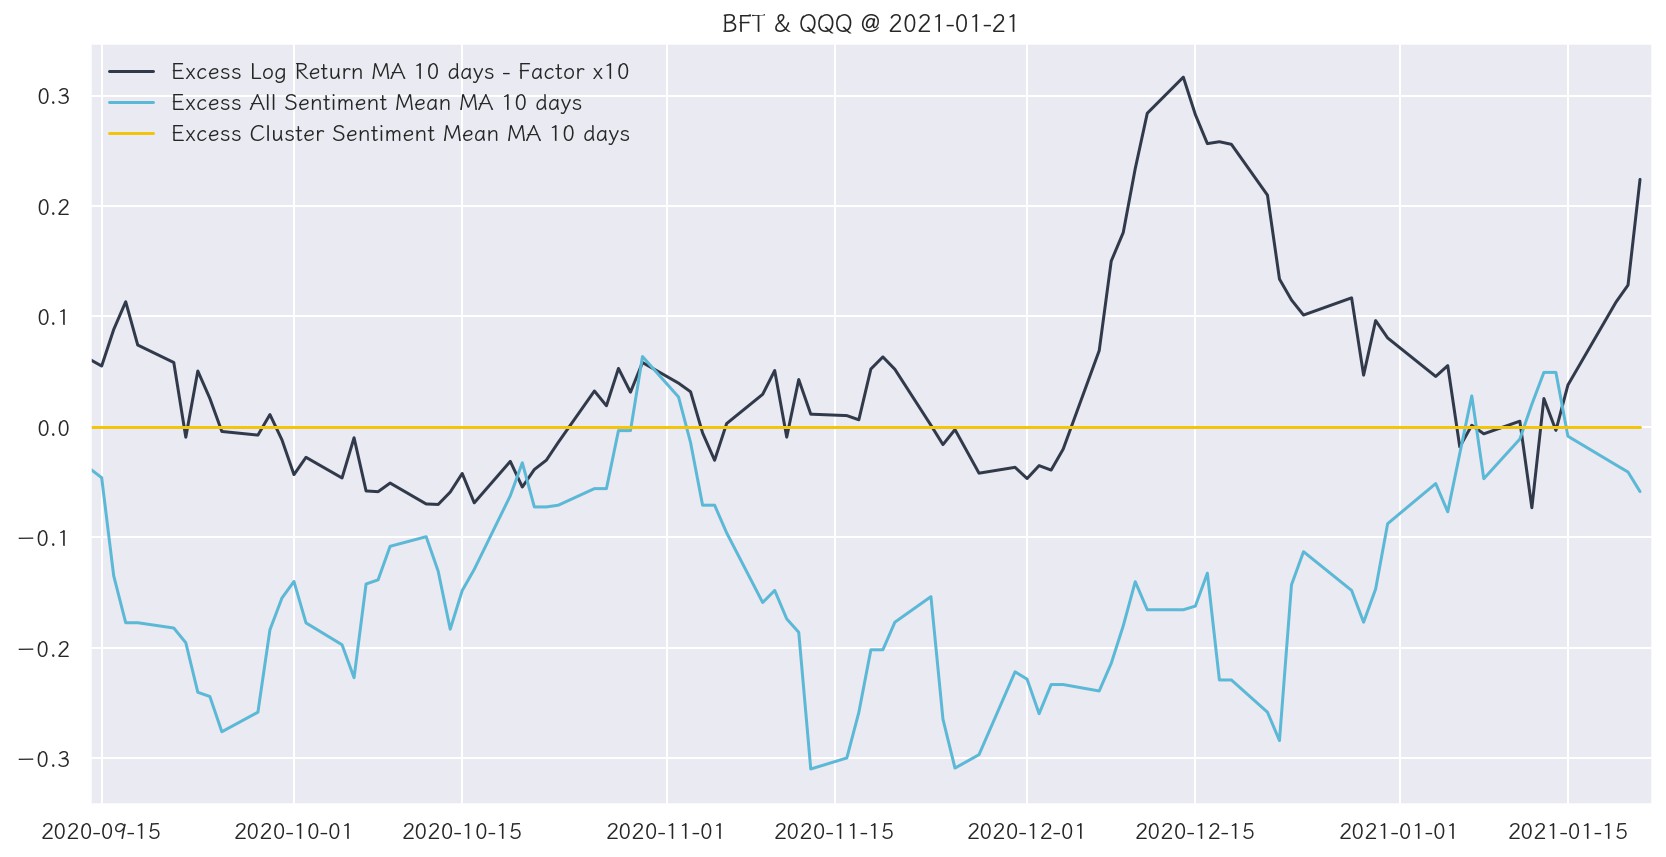 BFT & QQQ @ 2021-01-21
Excess Log Return MA 10 days - Factor x10
Excess All Sentiment Mean MA 10 days
Excess Cluster Sentiment Mean MA 10 days
0.3
0.2
0.1
0.0
−0.1
−0.2
−0.3
2020-09-15 2020-10-01 2020-10-15 2020-11-01 2020-11-15 2020-12-01 2020-12-15 2021-01-01 2021-01-15